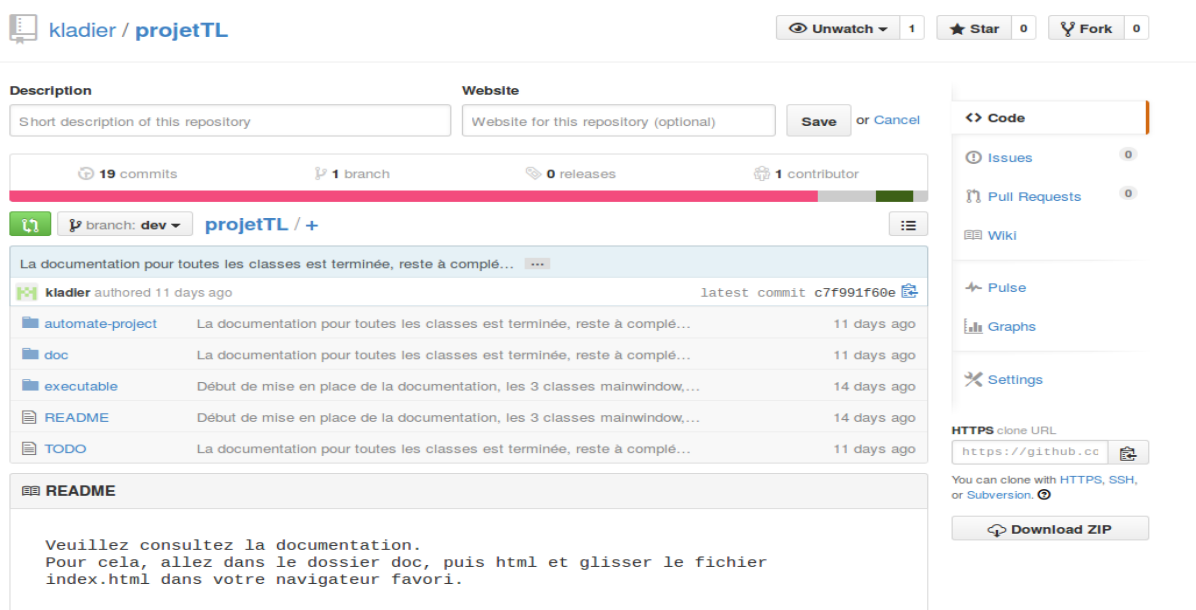 kladier / projetTL
Unwatch 1 Star 0 Fork 0
Description Website
Short description of this repository Website for this repository (optional) Save or Cancel
19 commits 1 branch 0 releases 1 contributor
branch: dev projetTL / +
La documentation pour toutes les classes est terminée, reste à complé… ...
kladier authored 11 days ago latest commit c7f991f60e
automate-project La documentation pour toutes les classes est terminée, reste à complé… 11 days ago
doc La documentation pour toutes les classes est terminée, reste à complé… 11 days ago
executable Début de mise en place de la documentation, les 3 classes mainwindow,… 14 days ago
README Début de mise en place de la documentation, les 3 classes mainwindow,… 14 days ago
TODO La documentation pour toutes les classes est terminée, reste à complé… 11 days ago
README
Veuillez consultez la documentation.
Pour cela, allez dans le dossier doc, puis html et glisser le fichier
index.html dans votre navigateur favori.
Code
Issues 0
Pull Requests 0
Wiki
Pulse
Graphs
Settings
HTTPS clone URL
https://github.cc
You can clone with HTTPS, SSH,
or Subversion.
Download ZIP